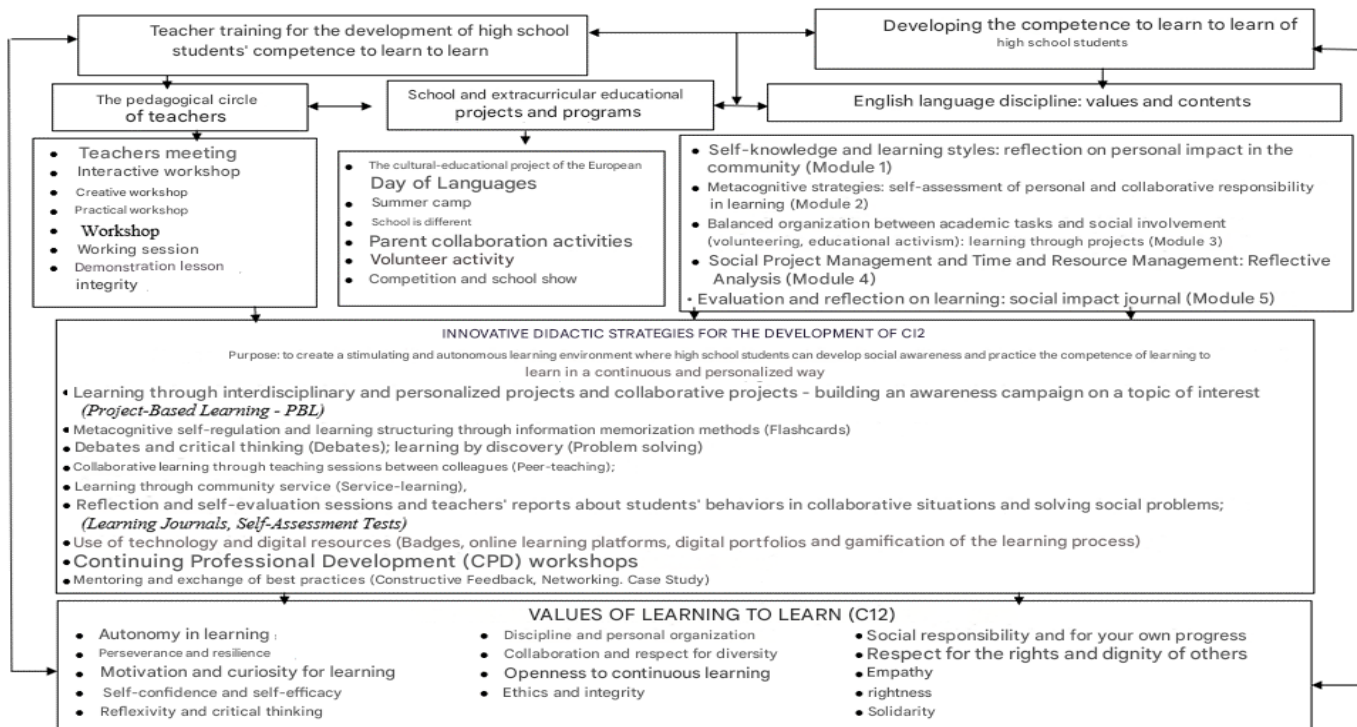 Teacher training for the development of high school
students' competence to learn to learn
Developing the competence to learn to learn of
high school students
The pedagogical circle
of teachers
School and extracurricular educational
projects and programs
English language discipline: values and contents
• Teachers meeting
• Interactive workshop
• Creative workshop
• Practical workshop
• Workshop
• Working session
• Demonstration lesson
integrity
• The cultural-educational project of the European
• Day of Languages
• Summer camp
• School is different
• Parent collaboration activities
• Volunteer activity
• Competition and school show
• Self-knowledge and learning styles: reflection on personal impact in the
community (Module 1)
• Metacognitive strategies: self-assessment of personal and collaborative responsibility
in learning (Module 2)
• Balanced organization between academic tasks and social involvement
(volunteering, educational activism): learning through projects (Module 3)
• Social Project Management and Time and Resource Management: Reflective
Analysis (Module 4)
• Evaluation and reflection on learning: social impact journal (Module 5)
INNOVATIVE DIDACTIC STRATEGIES FOR THE DEVELOPMENT OF CI2
Purpose: to create a stimulating and autonomous learning environment where high school students can develop social awareness and practice the competence of learning to
learn in a continuous and personalized way
• Learning through interdisciplinary and personalized projects and collaborative projects - building an awareness campaign on a topic of interest
(Project-Based Learning - PBL)
• Metacognitive self-regulation and learning structuring through information memorization methods (Flashcards)
• Debates and critical thinking (Debates); learning by discovery (Problem solving)
• Collaborative learning through teaching sessions between colleagues (Peer-teaching);
• Learning through community service (Service-learning),
• Reflection and self-evaluation sessions and teachers' reports about students' behaviors in collaborative situations and solving social problems;
(Learning Journals, Self-Assessment Tests)
• Use of technology and digital resources (Badges, online learning platforms, digital portfolios and gamification of the learning process)
• Continuing Professional Development (CPD) workshops
• Mentoring and exchange of best practices (Constructive Feedback, Networking. Case Study)
VALUES OF LEARNING TO LEARN (C12)
• Autonomy in learning :
• Perseverance and resilience
• Motivation and curiosity for learning
• Self-confidence and self-efficacy
• Reflexivity and critical thinking
• Discipline and personal organization
• Collaboration and respect for diversity
• Openness to continuous learning
• Ethics and integrity
• Social responsibility and for your own progress
• Respect for the rights and dignity of others
• Empathy
• rightness
• Solidarity